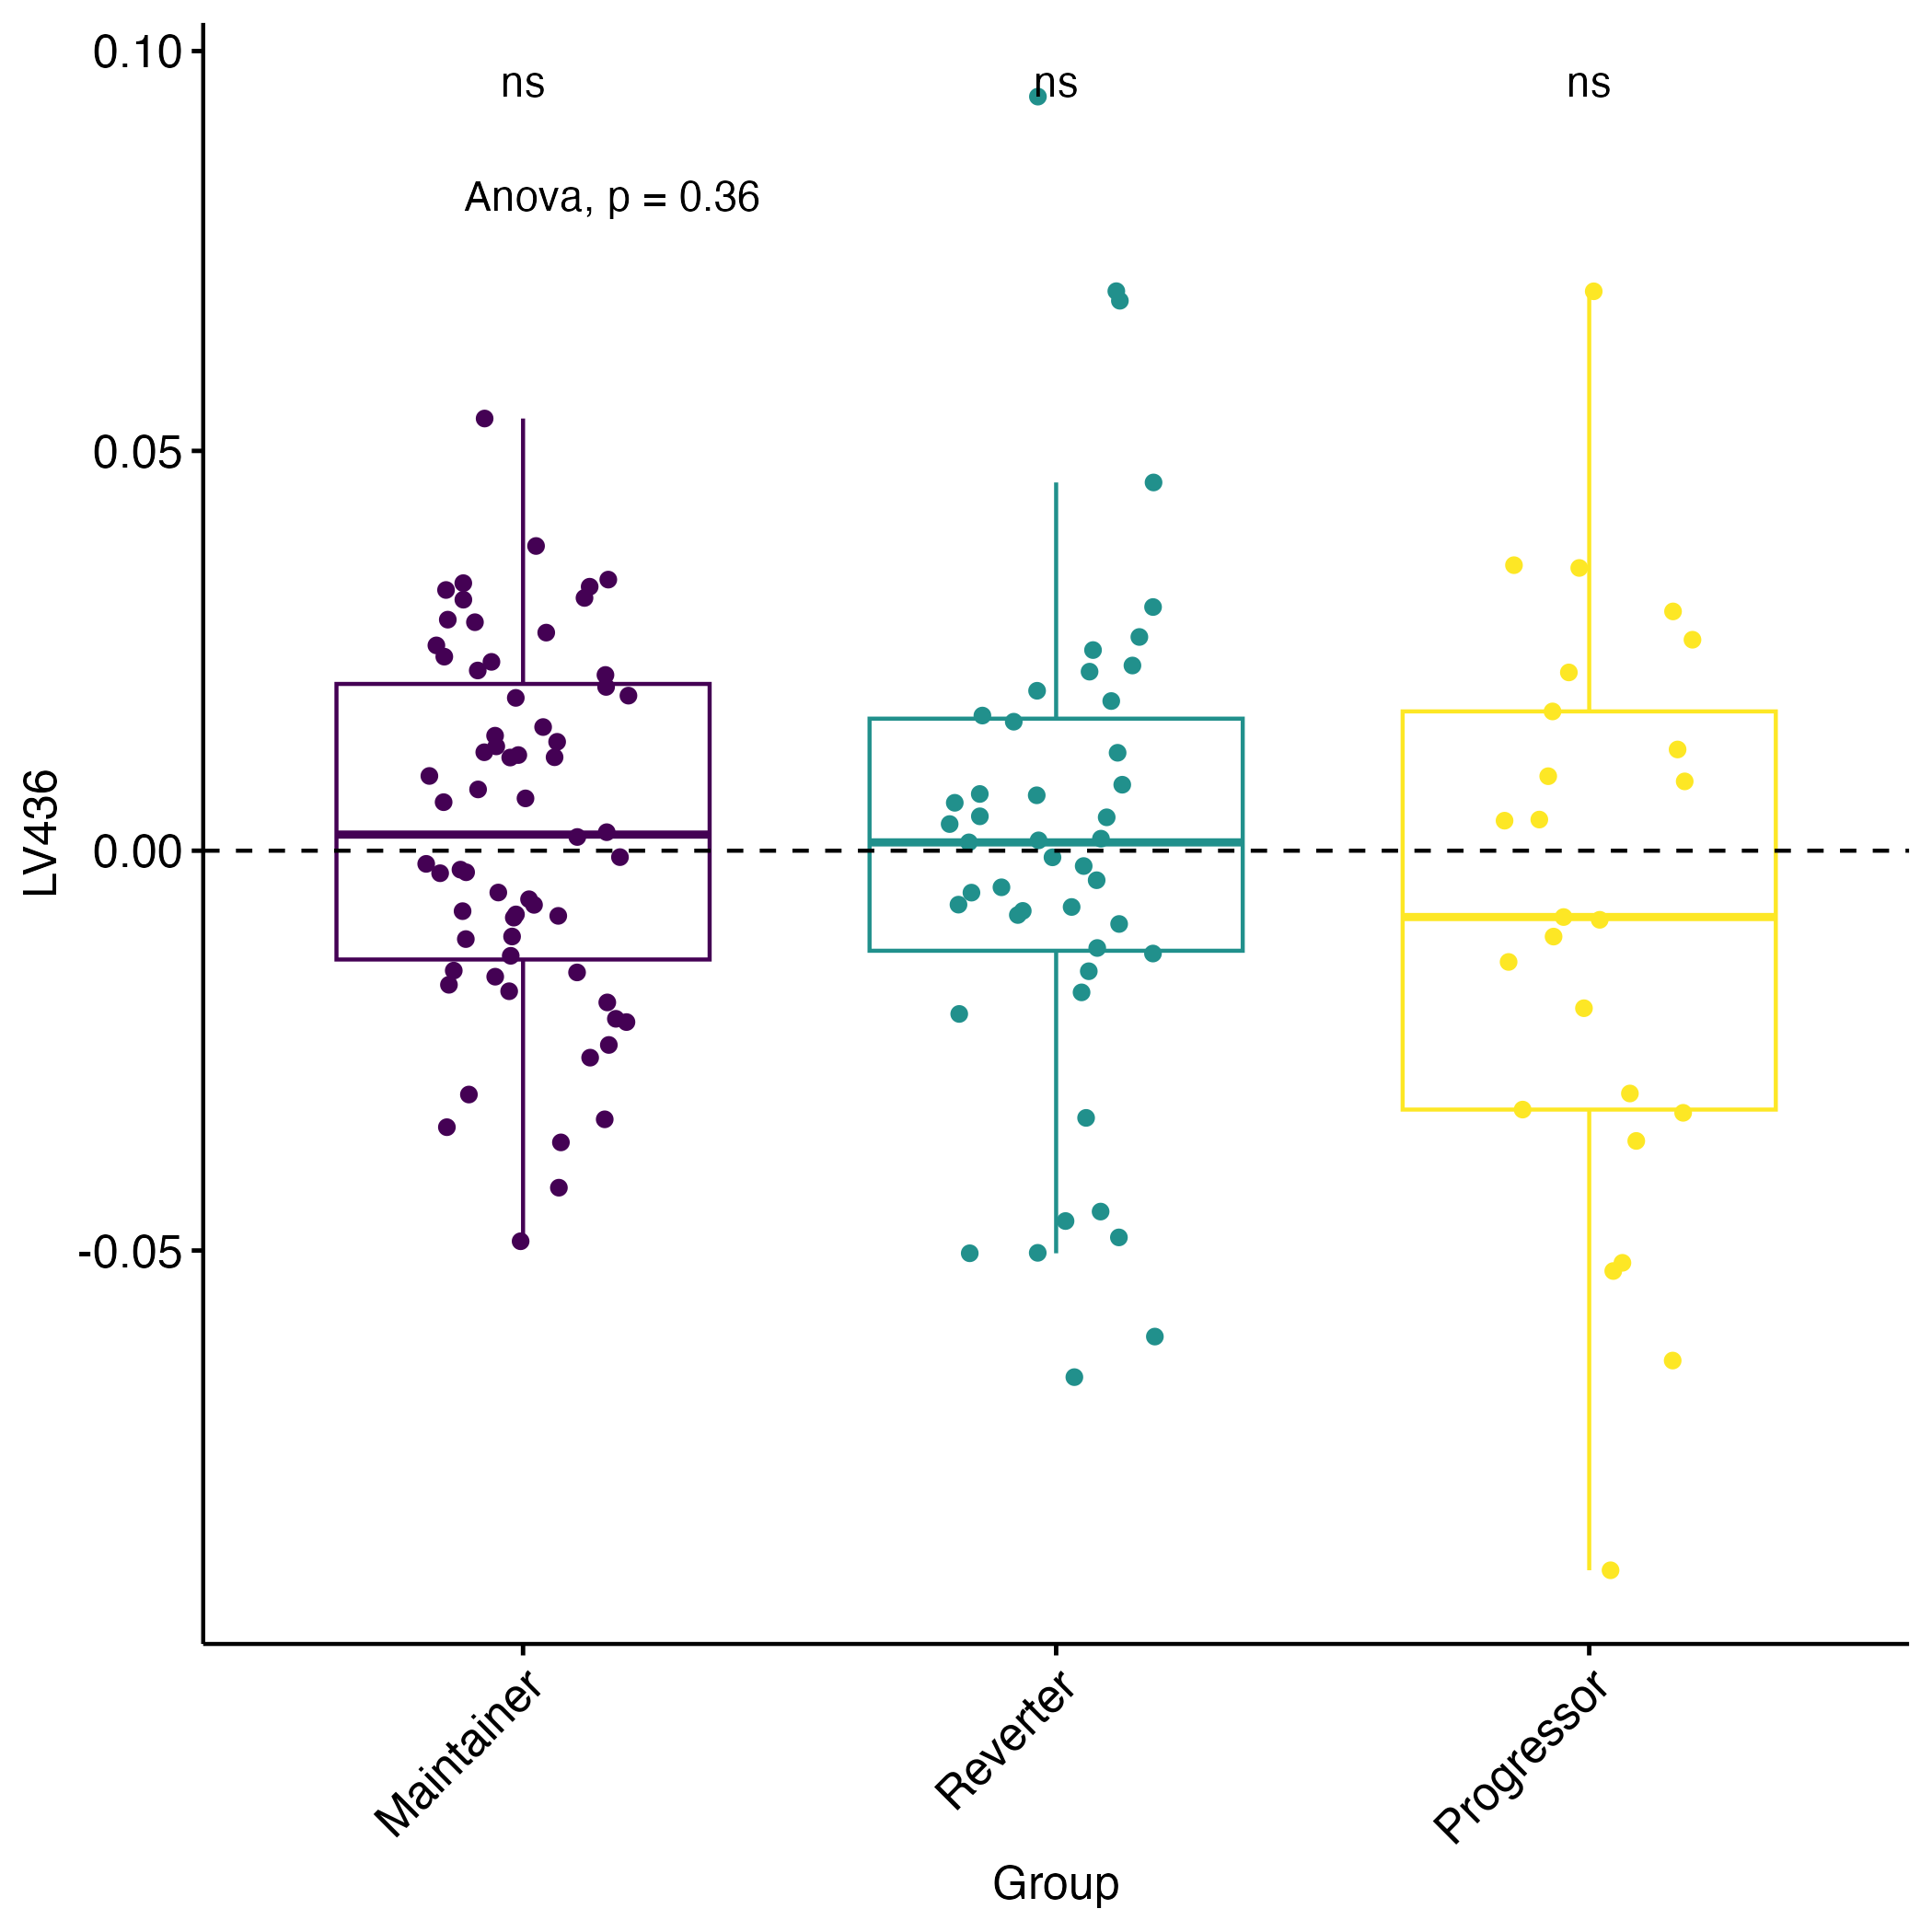 0.10
ns ns ns
Anova, p = 0.36
0.05
LV436
0.00
-0.05
Maintainer
Reverter
Progressor
Group